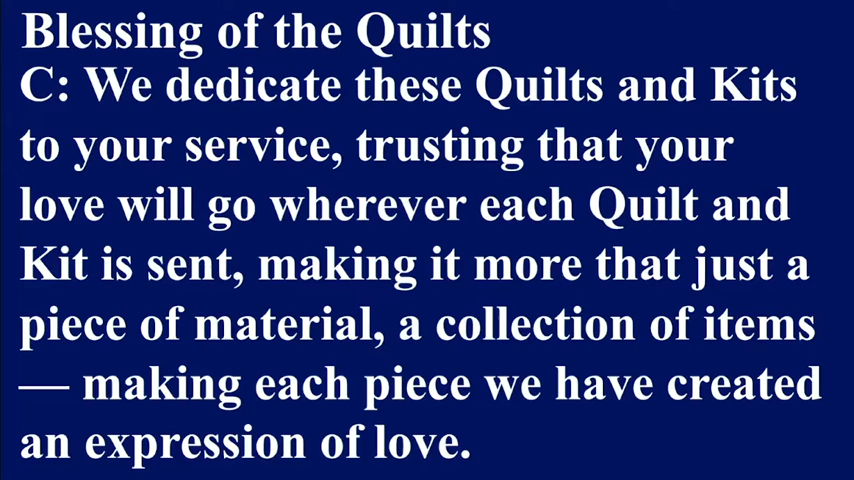 Blessing of the Quilts
C: We dedicate these Quilts and Kits
to your service, trusting that your
love will go wherever each Quilt and
Kit is sent, making it more that just a
piece of material, a collection of items
— making each piece we have created
an expression of love.